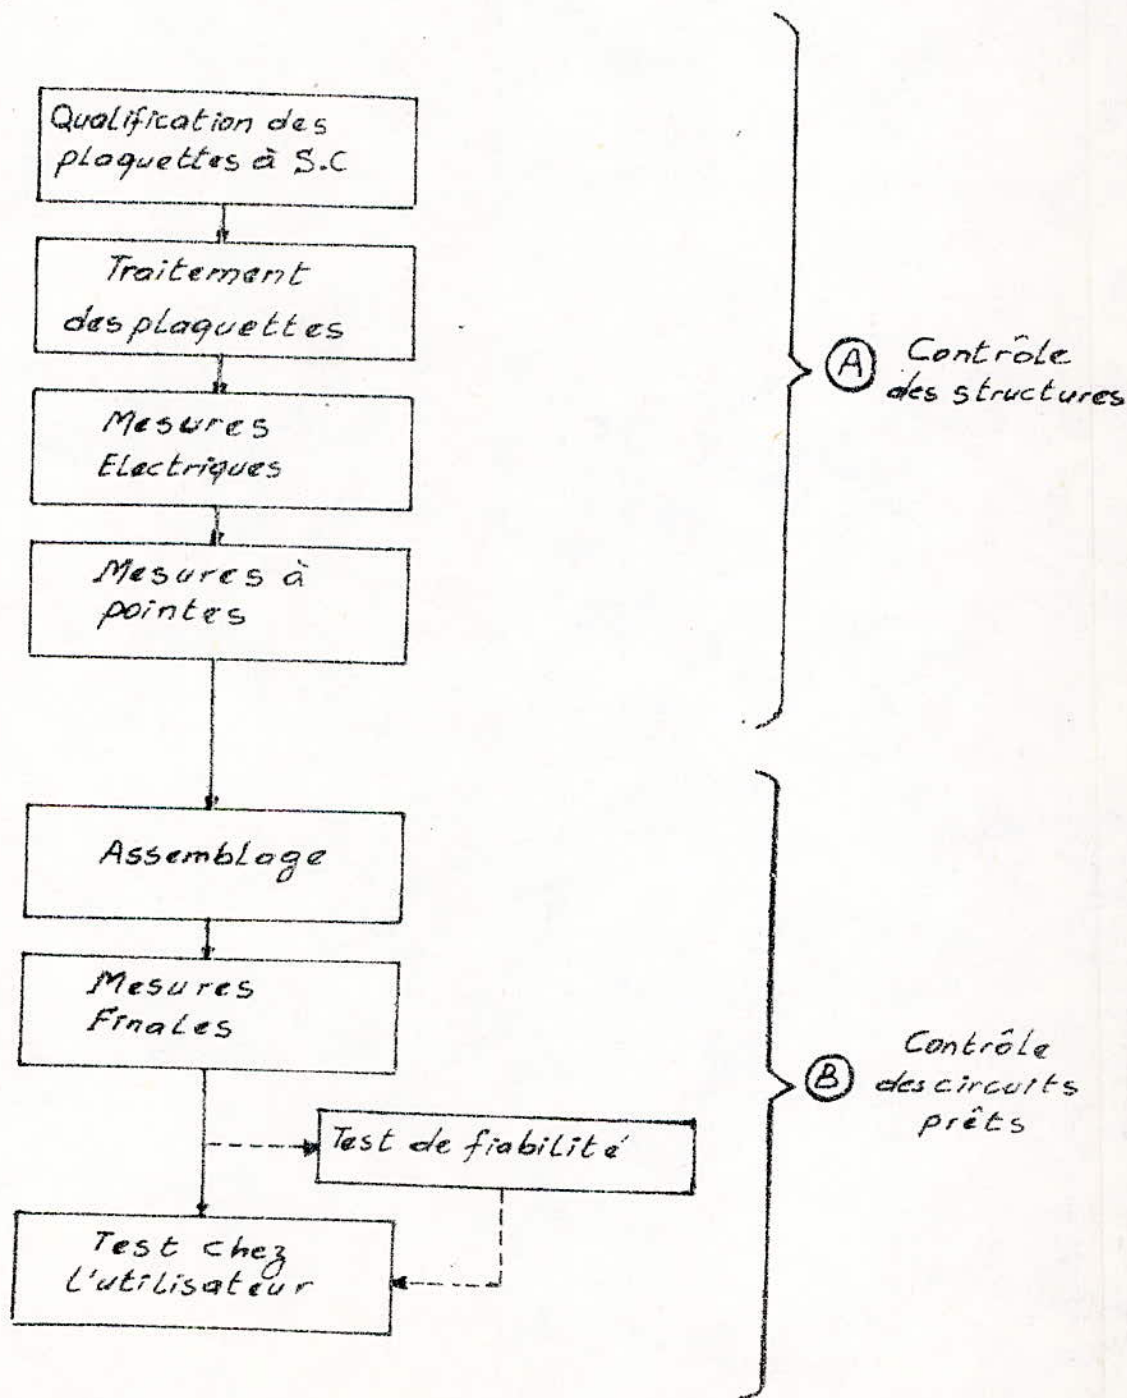 Qualification des
plaquettes à S.C
Traitement
des plaquettes
Mesures
Electriques
Mesures à
pointes
A Contrôle
des structures
Assemblage
Mesures
Finales
Test de fiabilité
Test chez
l'utilisateur
B Contrôle
des circuits
prêts